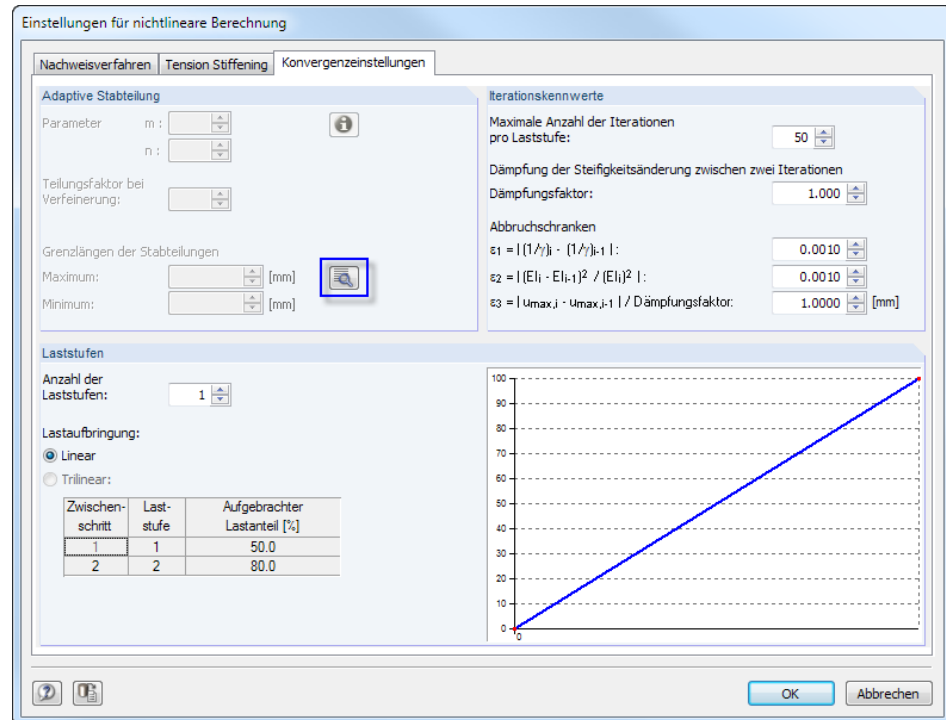 Einstellungen für nichtlineare Berechnung
Nachweisverfahren
Tension Stiffening
Konvergenzeinstellungen
Adaptive Stabteilung
Parameter m :
n :
Teilungsfaktor bei
Verfeinerung:
Grenzlängen der Stabteilungen
Maximum: [mm]
Minimum: [mm]
Iterationskennwerte
Maximale Anzahl der Iterationen
pro Laststufe: 50
Dämpfung der Steifigkeitsänderung zwischen zwei Iterationen
Dämpfungsfaktor: 1.000
Abbruchschranken
ε1 = | (1/γ)i - (1/γ)i-1 | : 0.0010
ε2 = | (EIi - EIi-1)² / (EIi)² | : 0.0010
ε3 = | umax,i - umax,i-1 | / Dämpfungsfaktor: 1.0000 [mm]
Laststufen
Anzahl der
Laststufen: 1
Lastaufbringung:
Linear
Trilinear:
Zwischen- Last- Aufgebrachter
schritt stufe Lastanteil [%]
1 1 50.0
2 2 80.0
100
90
80
70
60
50
40
30
20
10
0
0
OK
Abbrechen